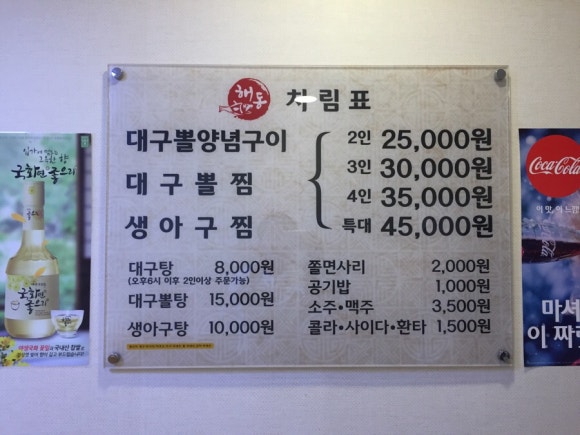 해동
차림표
대구뽈양념구이
대구뽈찜
생아구찜
2인 25,000원
3인 30,000원
4인 35,000원
특대 45,000원
대구탕 8,000원
(오후6시 이후 2인이상 주문가능)
대구뽈탕 15,000원
생아구탕 10,000원
쫄면사리 2,000원
공기밥 1,000원
소주·맥주 3,500원
콜라·사이다·환타 1,500원
국화면 좋으리
Coca-Cola
이 맛, 이 느낌
마셔
이 짜